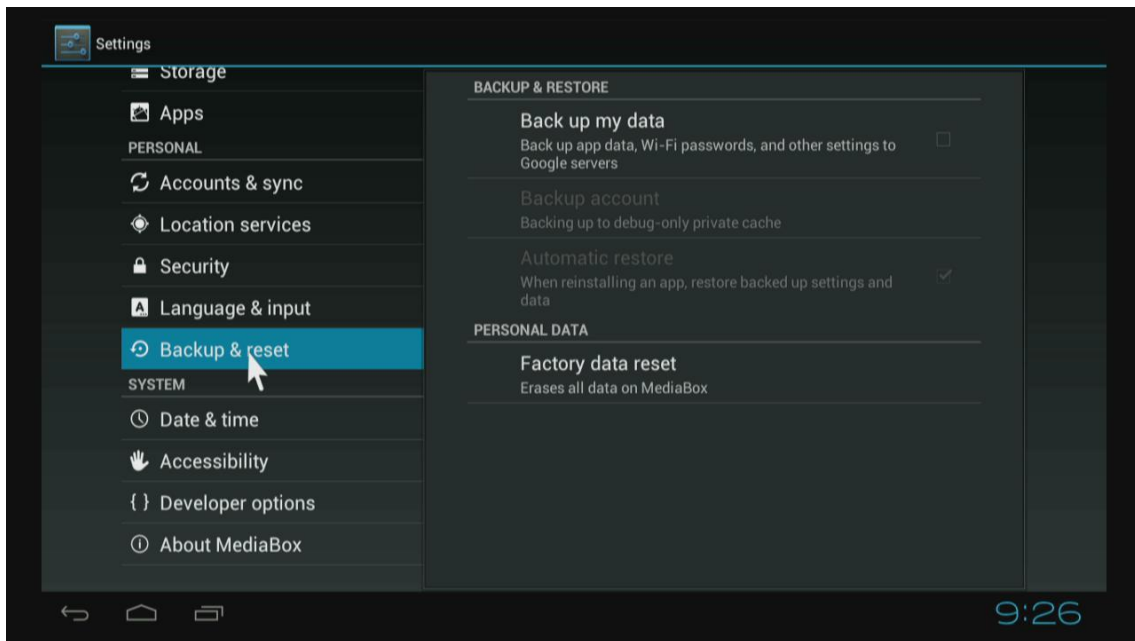 Settings
Storage
Apps
PERSONAL
Accounts & sync
Location services
Security
Language & input
Backup & reset
SYSTEM
Date & time
Accessibility
{ } Developer options
About MediaBox
BACKUP & RESTORE
Back up my data
Back up app data, Wi-Fi passwords, and other settings to
Google servers
Backup account
Backing up to debug-only private cache
Automatic restore
When reinstalling an app, restore backed up settings and
data
PERSONAL DATA
Factory data reset
Erases all data on MediaBox
9:26